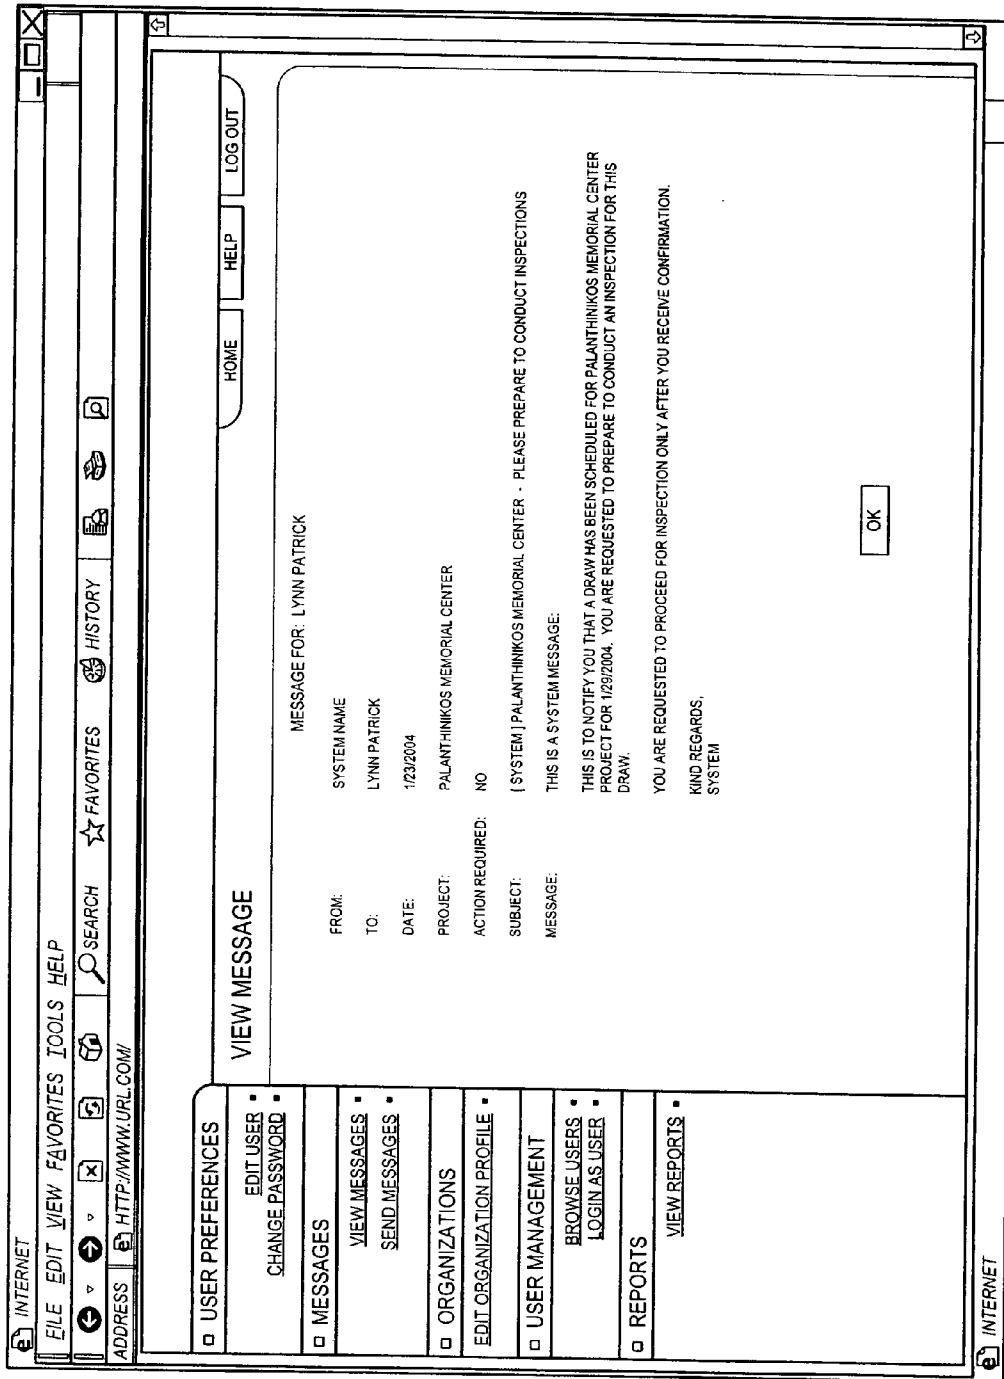 INTERNET
FILE EDIT VIEW FAVORITES TOOLS HELP
SEARCH FAVORITES HISTORY
ADDRESS HTTP://WWW.URL.COM/
HOME HELP LOG OUT
USER PREFERENCES
EDIT USER
CHANGE PASSWORD
MESSAGES
VIEW MESSAGES
SEND MESSAGES
ORGANIZATIONS
EDIT ORGANIZATION PROFILE
USER MANAGEMENT
BROWSE USERS
LOGIN AS USER
REPORTS
VIEW REPORTS
VIEW MESSAGE
MESSAGE FOR: LYNN PATRICK
FROM: SYSTEM NAME
TO: LYNN PATRICK
DATE: 1/23/2004
PROJECT: PALANTHINIKOS MEMORIAL CENTER
ACTION REQUIRED: NO
SUBJECT: [ SYSTEM ] PALANTHINIKOS MEMORIAL CENTER - PLEASE PREPARE TO CONDUCT INSPECTIONS
MESSAGE: THIS IS A SYSTEM MESSAGE:
THIS IS TO NOTIFY YOU THAT A DRAW HAS BEEN SCHEDULED FOR PALANTHINIKOS MEMORIAL CENTER
PROJECT FOR 1/29/2004. YOU ARE REQUESTED TO PREPARE TO CONDUCT AN INSPECTION FOR THIS
DRAW.
YOU ARE REQUESTED TO PROCEED FOR INSPECTION ONLY AFTER YOU RECEIVE CONFIRMATION.
KIND REGARDS,
SYSTEM
OK
INTERNET